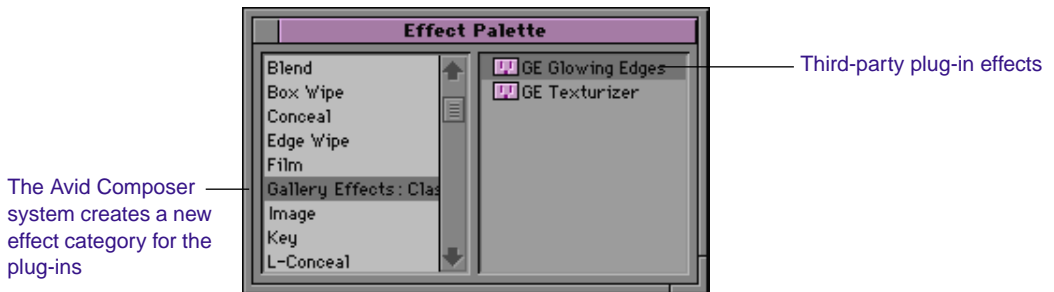 Effect Palette
Blend
Box Wipe
Conceal
Edge Wipe
Film
Gallery Effects: Clas
Image
Key
L-Conceal
GE Glowing Edges
GE Texturizer
Third-party plug-in effects
The Avid Composer
system creates a new
effect category for the
plug-ins